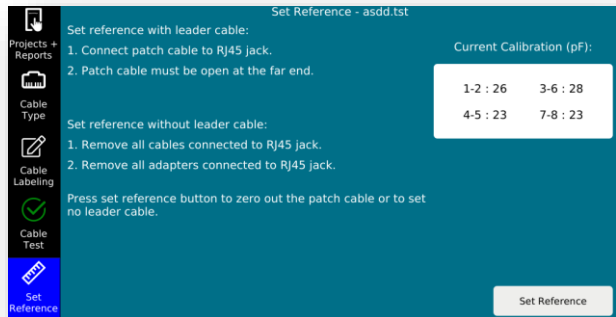 Set Reference - asdd.tst
Projects +
Reports
Cable
Type
Cable
Labeling
Cable
Test
Set
Reference
Set reference with leader cable:
1. Connect patch cable to RJ45 jack.
2. Patch cable must be open at the far end.
Set reference without leader cable:
1. Remove all cables connected to RJ45 jack.
2. Remove all adapters connected to RJ45 jack.
Press set reference button to zero out the patch cable or to set
no leader cable.
Current Calibration (pF):
1-2 : 26 3-6 : 28
4-5 : 23 7-8 : 23
Set Reference